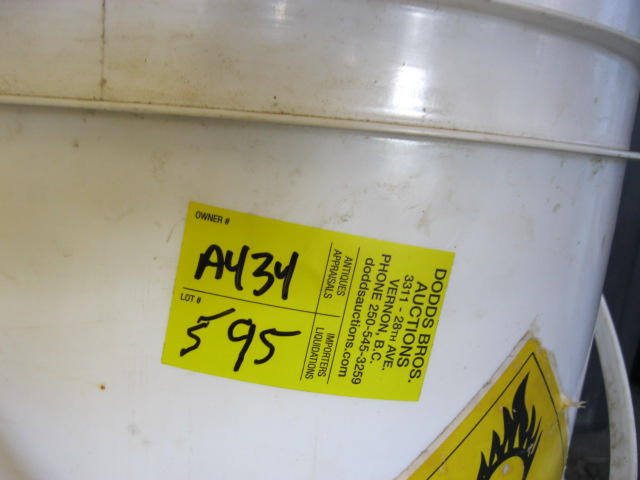 OWNER #
A434
LOT #
595
ANTIQUES
APPRAISALS
IMPORTERS
LIQUIDATIONS
DODDS BROS.
AUCTIONS
3311 - 28TH AVE.
VERNON, B.C.
PHONE 250-545-3259
doddsauctions.com